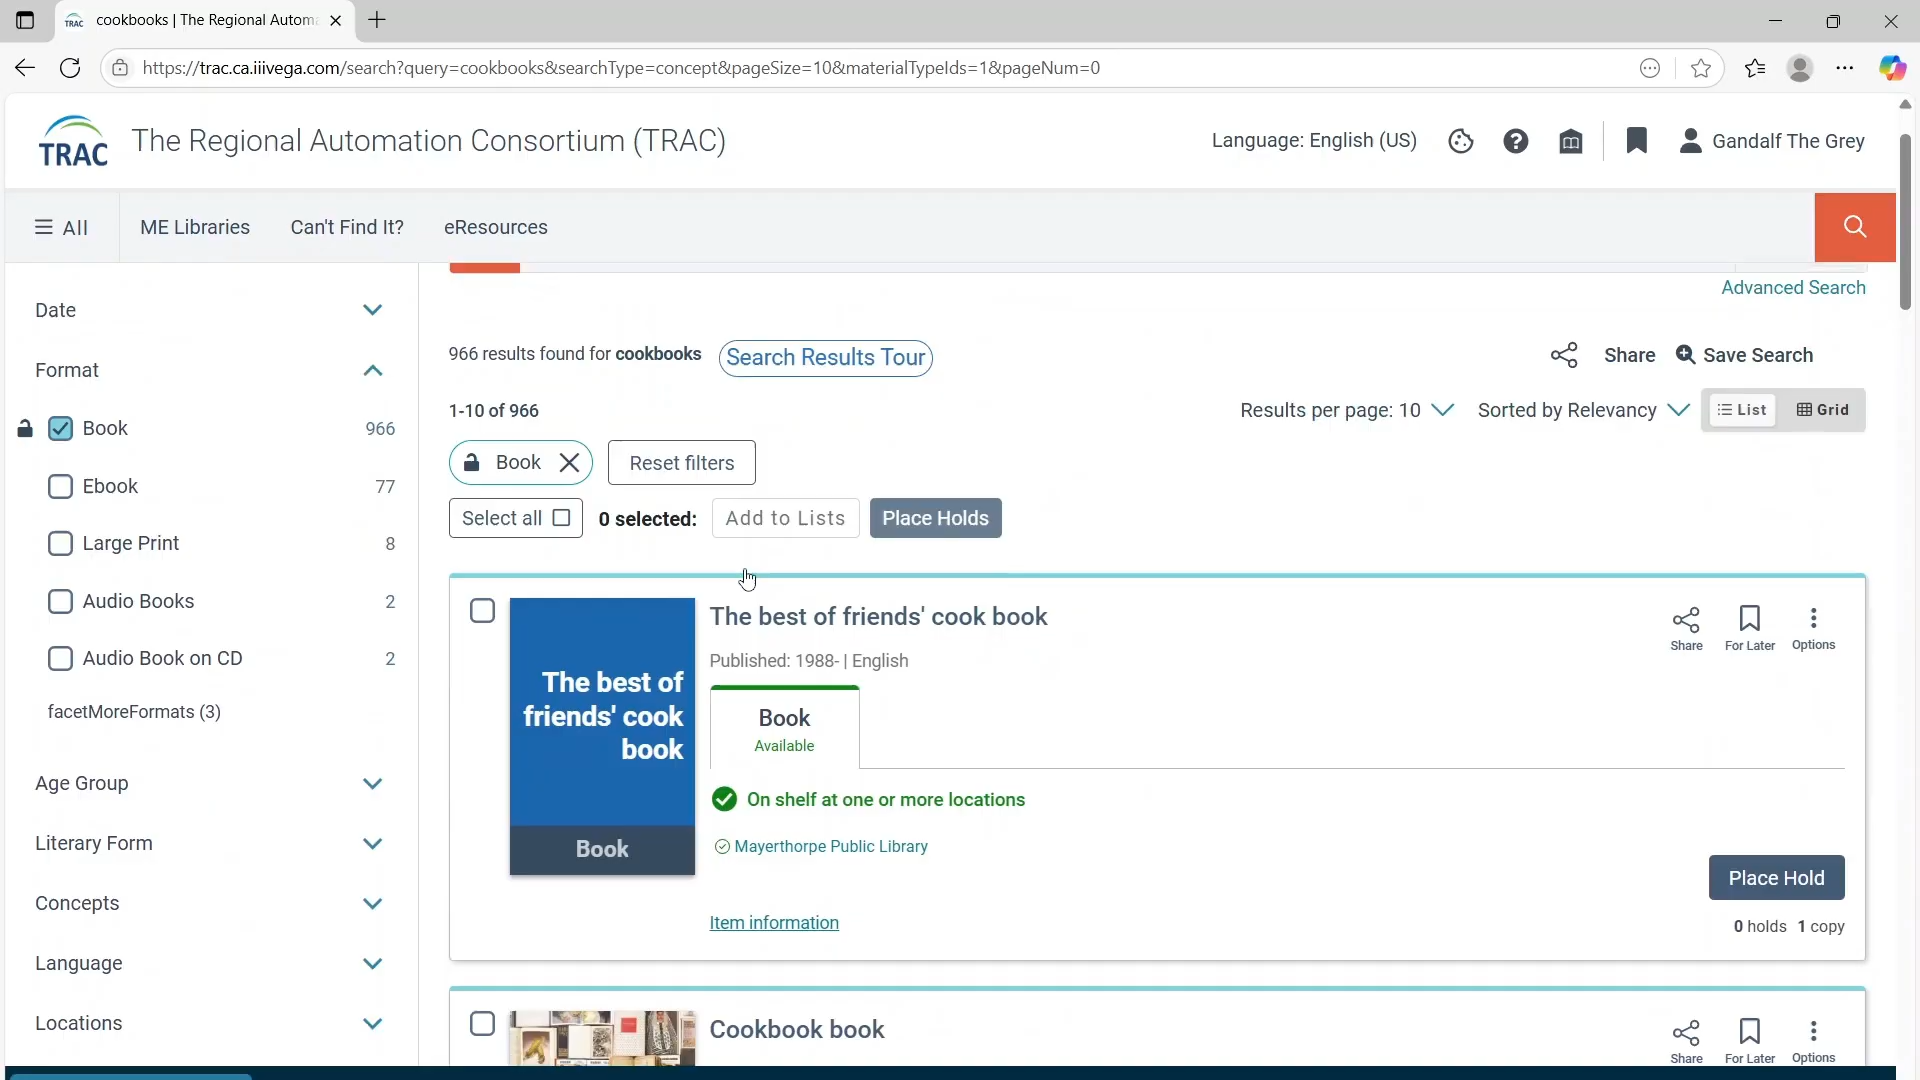 cookbooks | The Regional Autom
https://trac.ca.iiivega.com/search?query=cookbooks&searchType=concept&pageSize=10&materialTypeIds=1&pageNum=0
TRAC
The Regional Automation Consortium (TRAC)
Language: English (US)
Gandalf The Grey
All
ME Libraries
Can't Find It?
eResources
Advanced Search
Date
966 results found for cookbooks
Search Results Tour
Share
Save Search
Format
1-10 of 966
Results per page: 10
Sorted by Relevancy
List
Grid
Book 966
Book
Reset filters
Ebook 77
Select all
0 selected:
Add to Lists
Place Holds
Large Print 8
Audio Books 2
Audio Book on CD 2
facetMoreFormats (3)
Age Group
Literary Form
Concepts
Language
Locations
The best of
friends' cook
book
Book
The best of friends' cook book
Published: 1988- | English
Share
For Later
Options
Book
Available
On shelf at one or more locations
Mayerthorpe Public Library
Place Hold
Item information
0 holds 1 copy
Cookbook book
Share
For Later
Options